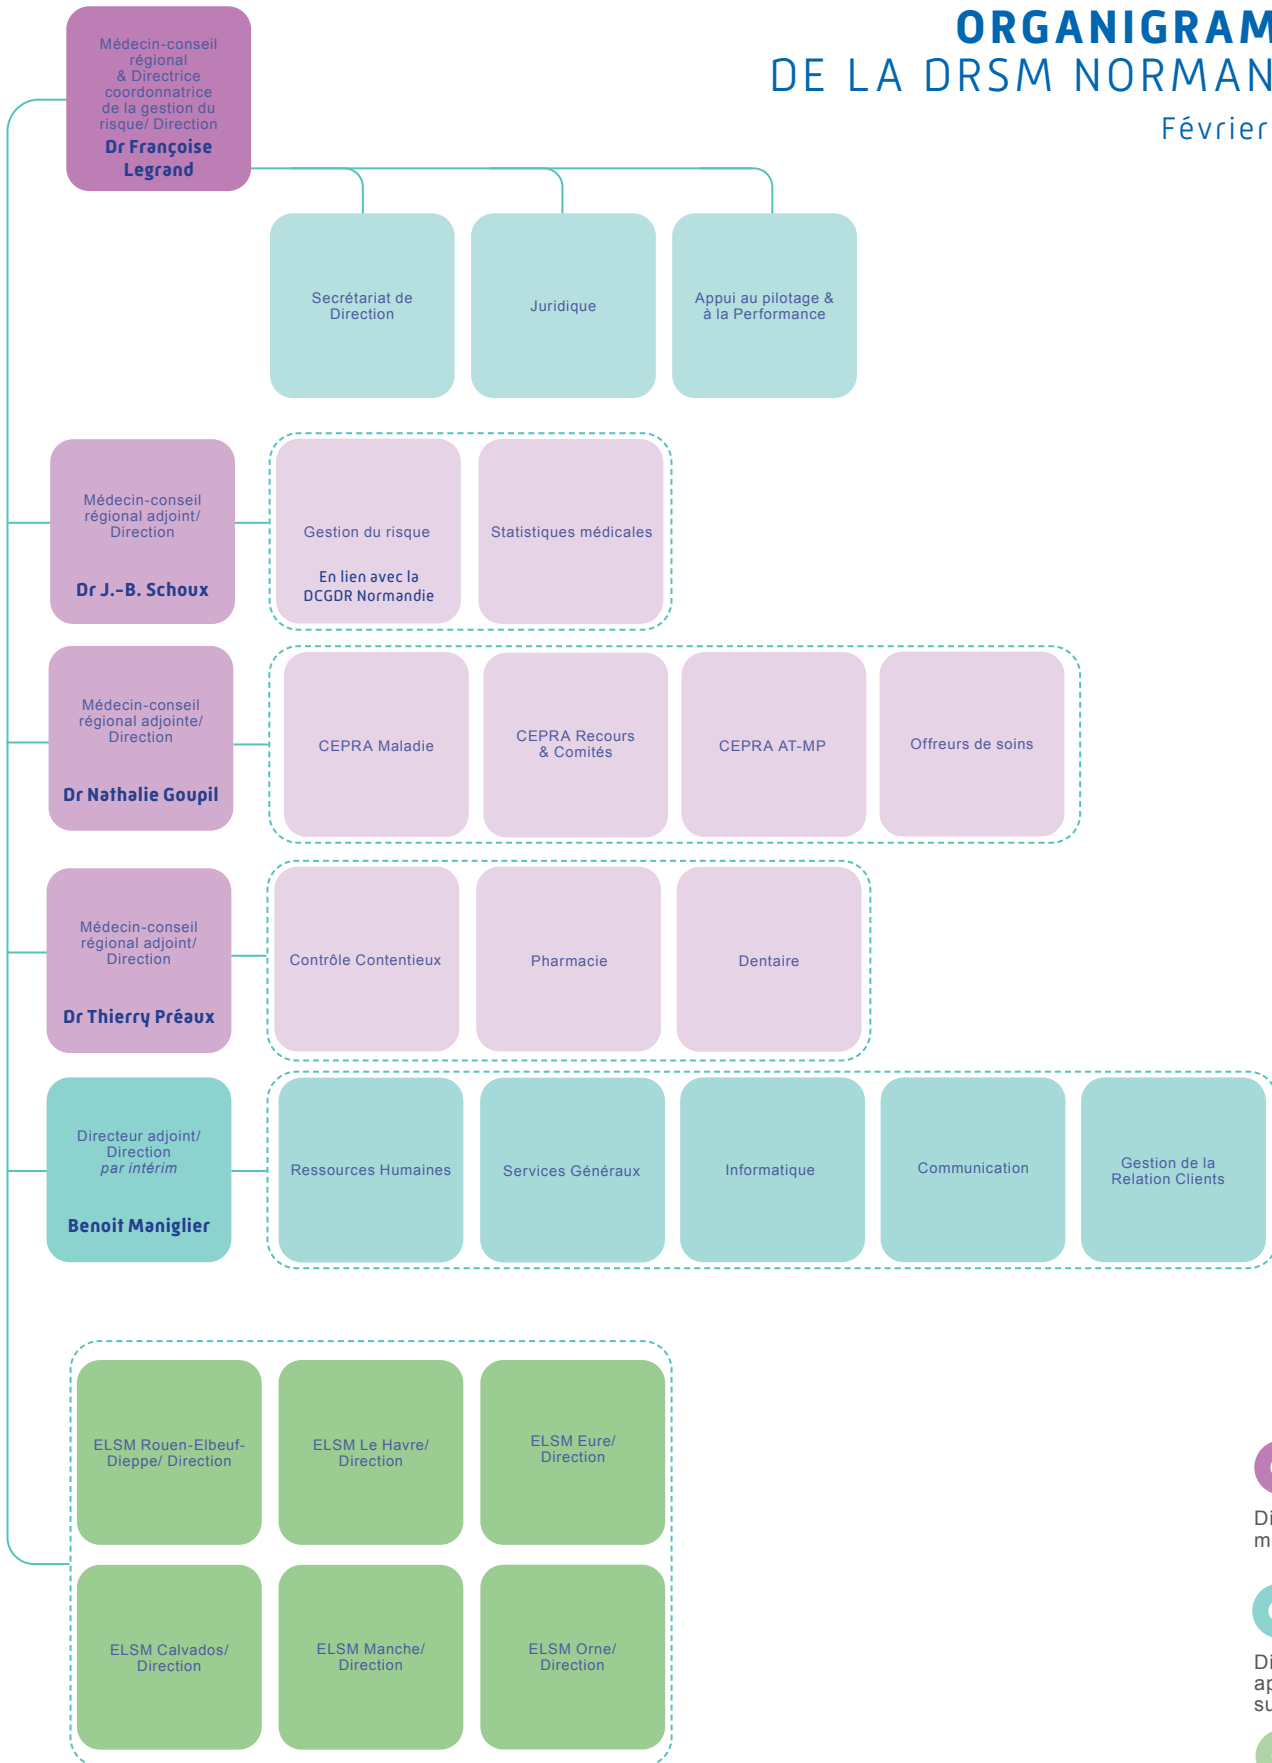 DE LA DRSM
Février
Médecin-conseil
régional
& Directrice
coordonnatrice
de la gestion du
risque/ Direction
Dr Françoise
Legrand
Secrétariat de
Direction
Juridique
Appui au pilotage &
à la Performance
Médecin-conseil
régional adjoint/
Direction
Dr J.-B. Schoux
Gestion du risque
En lien avec la
DCGDR Normandie
Statistiques médicales
Médecin-conseil
régional adjointe/
Direction
Dr Nathalie Goupil
CEPRA Maladie
CEPRA Recours
& Comités
CEPRA AT-MP
Offreurs de soins
Médecin-conseil
régional adjoint/
Direction
Dr Thierry Préaux
Contrôle Contentieux
Pharmacie
Dentaire
Directeur adjoint/
Direction
par intérim
Benoit Maniglier
Ressources Humaines
Services Généraux
Informatique
Communication
Gestion de la
Relation Clients
ELSM Rouen-Elbeuf-
Dieppe/ Direction
ELSM Le Havre/
Direction
ELSM Eure/
Direction
ELSM Calvados/
Direction
ELSM Manche/
Direction
ELSM Orne/
Direction